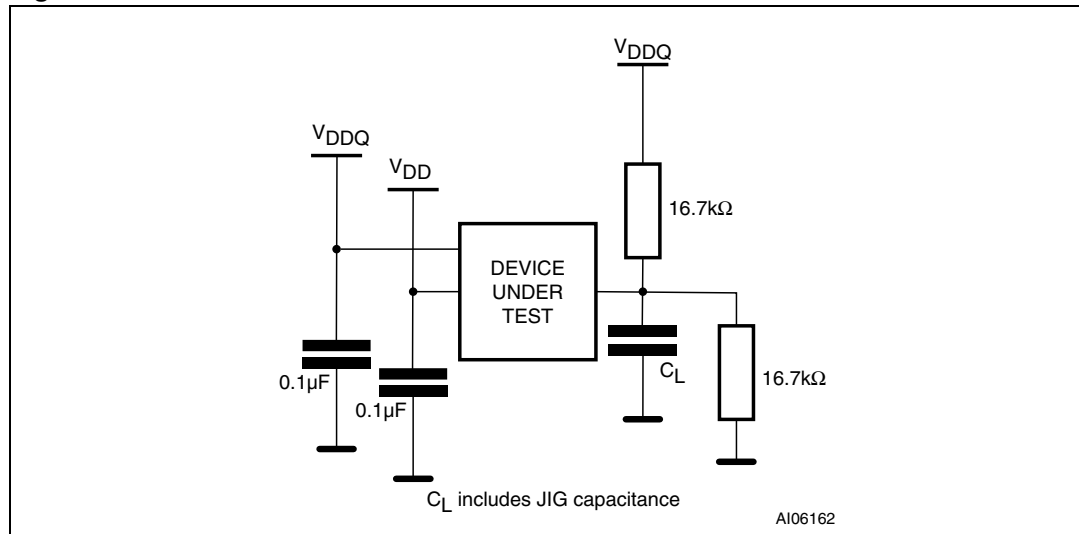 VDDQ
VDDQ
VDD
16.7kΩ
DEVICE
UNDER
TEST
0.1µF
0.1µF
CL
16.7kΩ
CL includes JIG capacitance
AI06162